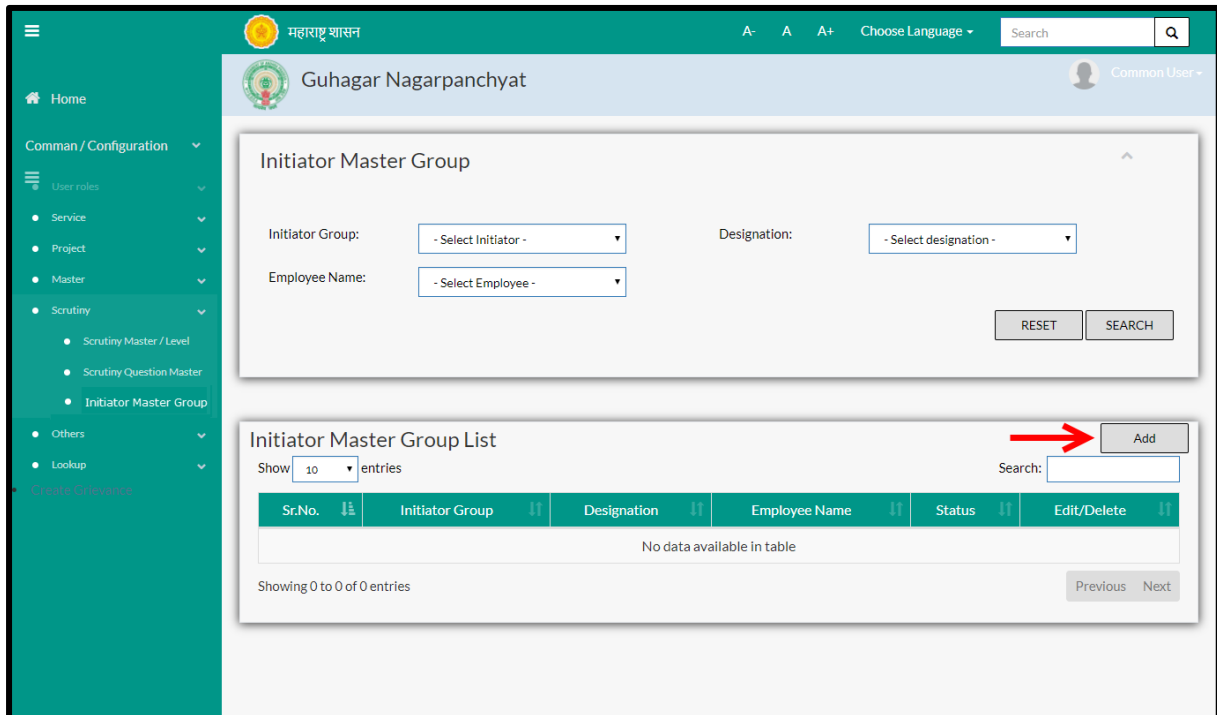 महाराष्ट्र शासन
A- A A+ Choose Language Search
Guhagar Nagarpanchyat
Common User
Home
Comman / Configuration
User roles
Service
Project
Master
Scrutiny
Scrutiny Master / Level
Scrutiny Question Master
Initiator Master Group
Others
Lookup
Create Grievance
Initiator Master Group
Initiator Group: - Select Initiator - Designation: - Select designation -
Employee Name: - Select Employee -
RESET SEARCH
Initiator Master Group List Add
Show 10 entries Search:
Sr.No. Initiator Group Designation Employee Name Status Edit/Delete
No data available in table
Showing 0 to 0 of 0 entries Previous Next